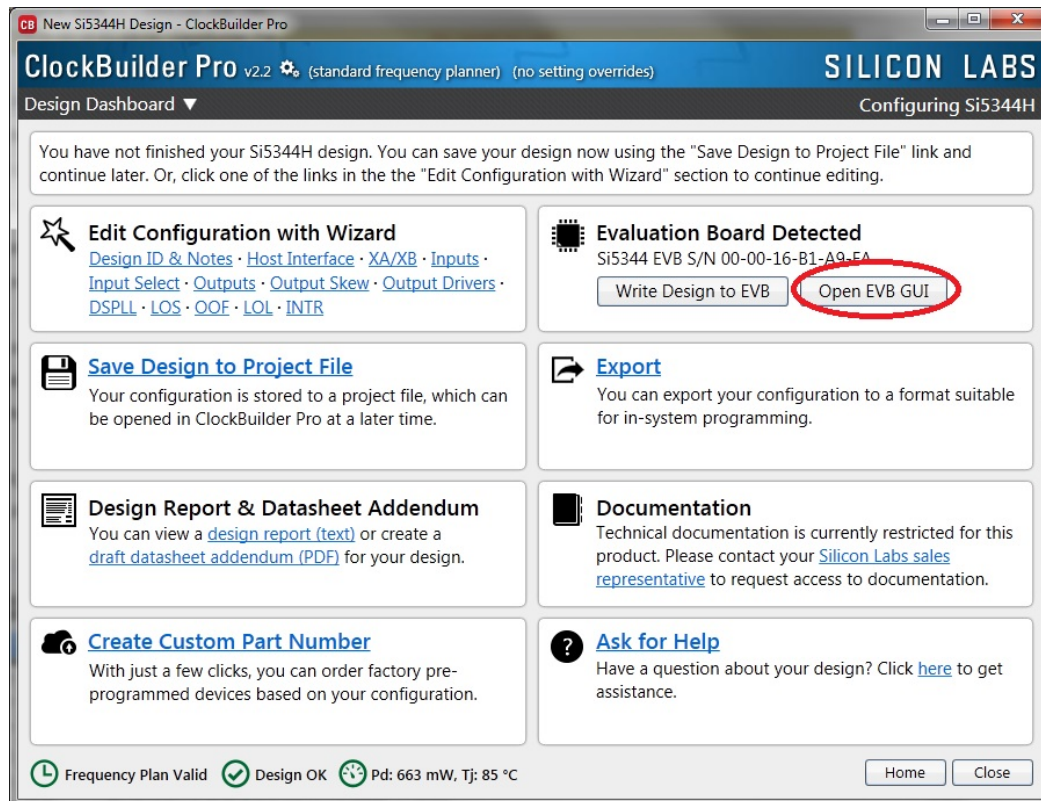 New Si5344H Design - ClockBuilder Pro
ClockBuilder Pro v2.2 (standard frequency planner) (no setting overrides) SILICON LABS
Design Dashboard ▼ Configuring Si5344H
You have not finished your Si5344H design. You can save your design now using the "Save Design to Project File" link and
continue later. Or, click one of the links in the the "Edit Configuration with Wizard" section to continue editing.
Edit Configuration with Wizard
Design ID & Notes · Host Interface · XA/XB · Inputs ·
Input Select · Outputs · Output Skew · Output Drivers ·
DSPLL · LOS · OOF · LOL · INTR
Evaluation Board Detected
Si5344 EVB S/N 00-00-16-B1-A9-FA
Write Design to EVB Open EVB GUI
Save Design to Project File
Your configuration is stored to a project file, which can
be opened in ClockBuilder Pro at a later time.
Export
You can export your configuration to a format suitable
for in-system programming.
Design Report & Datasheet Addendum
You can view a design report (text) or create a
draft datasheet addendum (PDF) for your design.
Documentation
Technical documentation is currently restricted for this
product. Please contact your Silicon Labs sales
representative to request access to documentation.
Create Custom Part Number
With just a few clicks, you can order factory pre-
programmed devices based on your configuration.
Ask for Help
Have a question about your design? Click here to get
assistance.
Frequency Plan Valid Design OK Pd: 663 mW, Tj: 85 °C Home Close